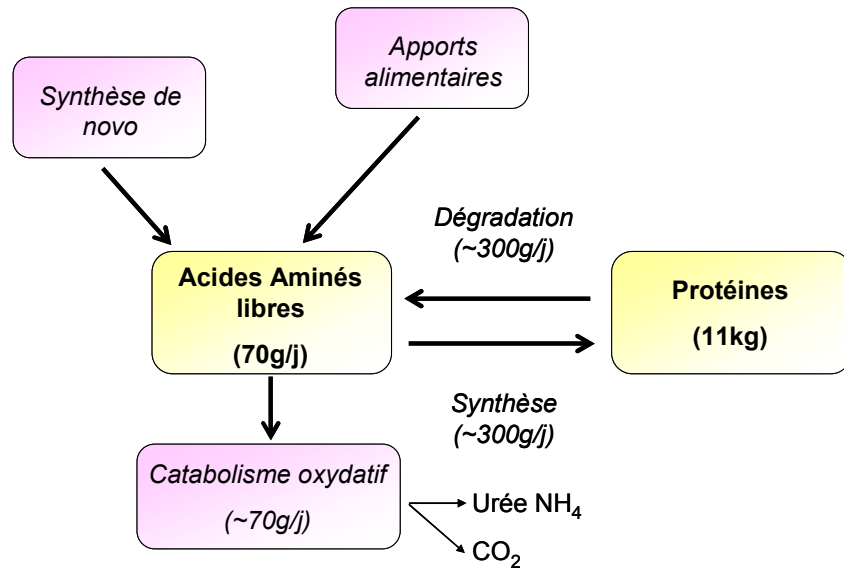 Synthèse de
novo
Apports
alimentaires
Dégradation
(~300g/j)
Acides Aminés
libres
(70g/j)
Protéines
(11kg)
Synthèse
(~300g/j)
Catabolisme oxydatif
(~70g/j)
Urée NH₄
CO₂